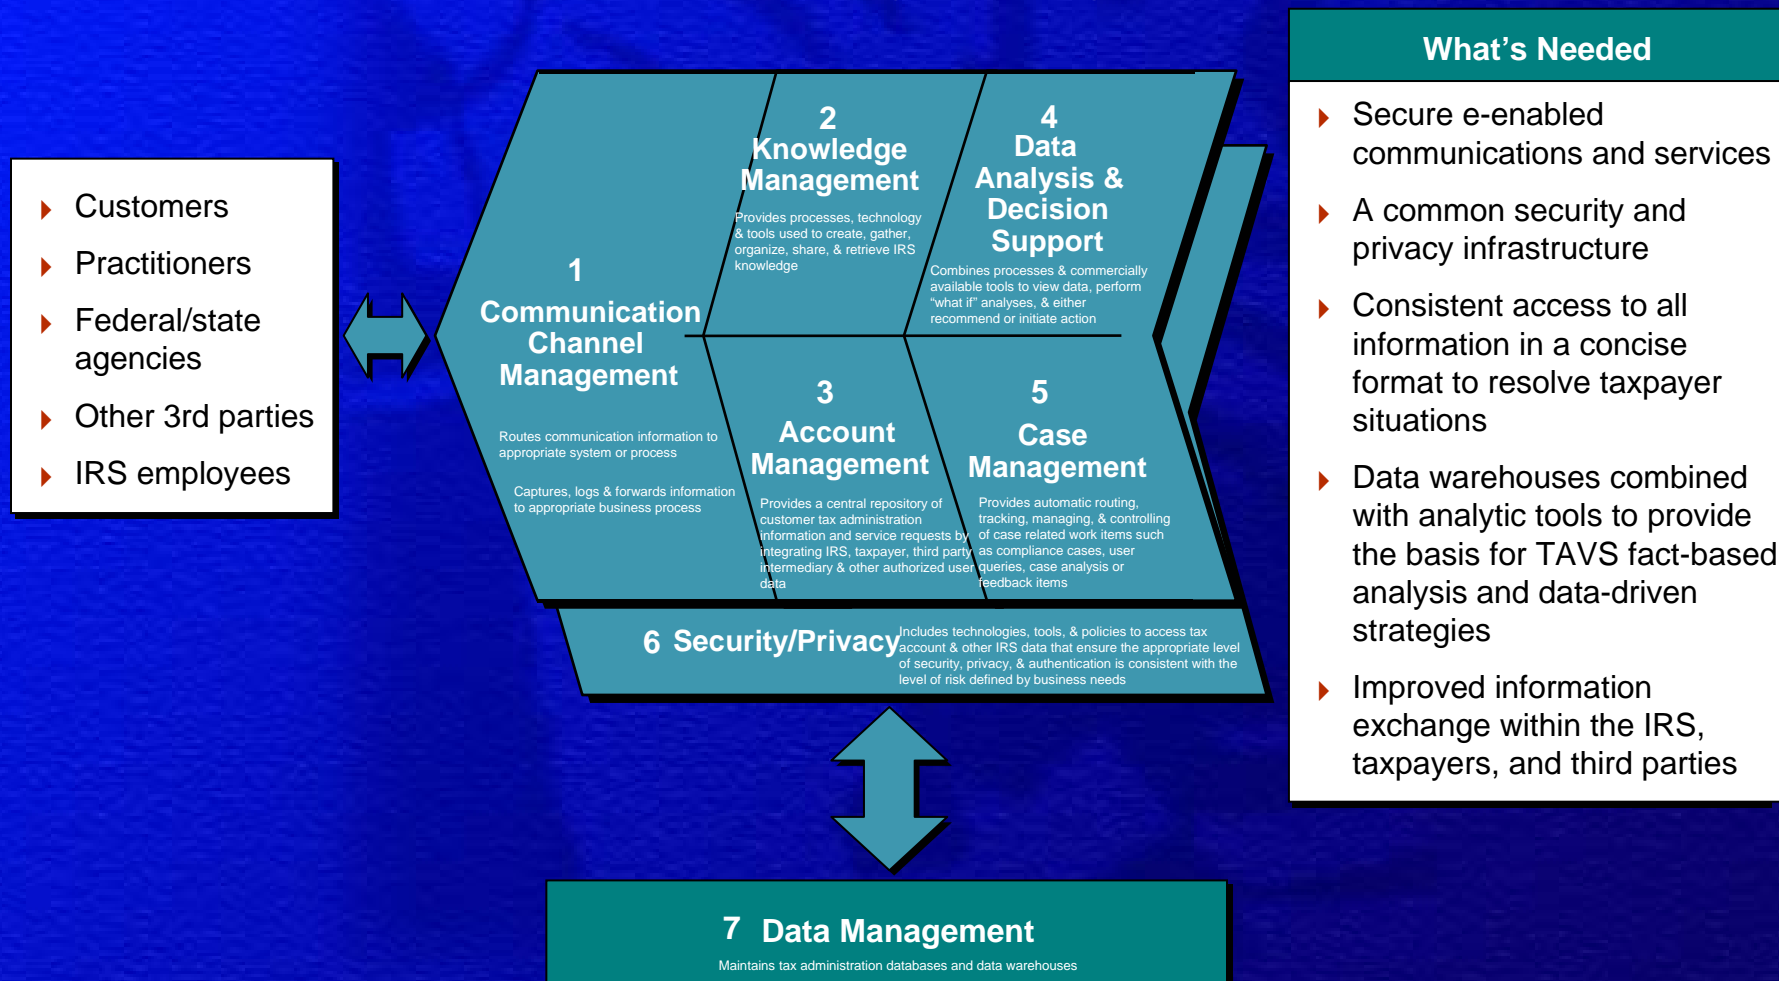 Customers
Practitioners
Federal/state
agencies
Other 3rd parties
IRS employees
1
Communication
Channel
Management
Routes communication information to
appropriate system or process
Captures, logs & forwards information
to appropriate business process
2
Knowledge
Management
Provides processes, technology
& tools used to create, gather,
organize, share, & retrieve IRS
knowledge
3
Account
Management
Provides a central repository of
customer tax administration
information and service requests by
integrating IRS, taxpayer, third party
intermediary & other authorized user
data
4
Data
Analysis &
Decision
Support
Combines processes & commercially
available tools to view data, perform
“what if” analyses, & either
recommend or initiate action
5
Case
Management
Provides automatic routing,
tracking, managing, & controlling
of case related work items such
as compliance cases, user
queries, case analysis or
feedback items
6 Security/Privacy
Includes technologies, tools, & policies to access tax
account & other IRS data that ensure the appropriate level
of security, privacy, & authentication is consistent with the
level of risk defined by business needs
7 Data Management
Maintains tax administration databases and data warehouses
What’s Needed
Secure e-enabled
communications and services
A common security and
privacy infrastructure
Consistent access to all
information in a concise
format to resolve taxpayer
situations
Data warehouses combined
with analytic tools to provide
the basis for TAVS fact-based
analysis and data-driven
strategies
Improved information
exchange within the IRS,
taxpayers, and third parties